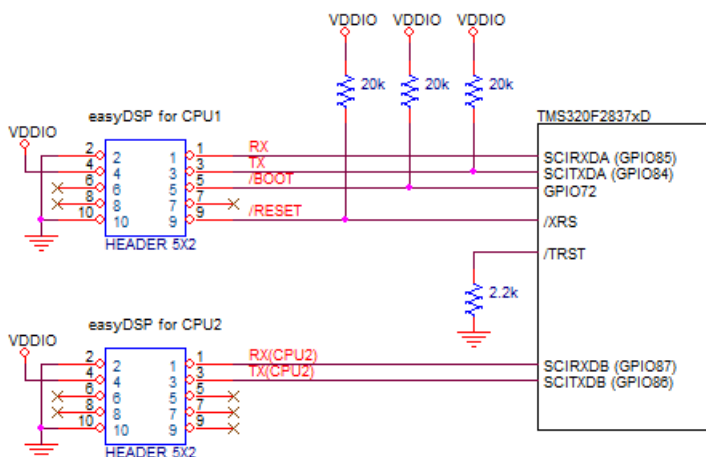 VDDIO VDDIO VDDIO
20k 20k 20k
easyDSP for CPU1
TMS320F2837xD
VDDIO
2 2 1 1 RX SCIRXDA (GPIO85)
4 4 3 3 TX SCITXDA (GPIO84)
6 6 5 5 /BOOT GPIO72
8 8 7 7
10 10 9 9 /RESET /XRS
HEADER 5X2
/TRST
2.2k
easyDSP for CPU2
VDDIO
2 2 1 1 RX(CPU2) SCIRXDB (GPIO87)
4 4 3 3 TX(CPU2) SCITXDB (GPIO86)
6 6 5 5
8 8 7 7
10 10 9 9
HEADER 5X2